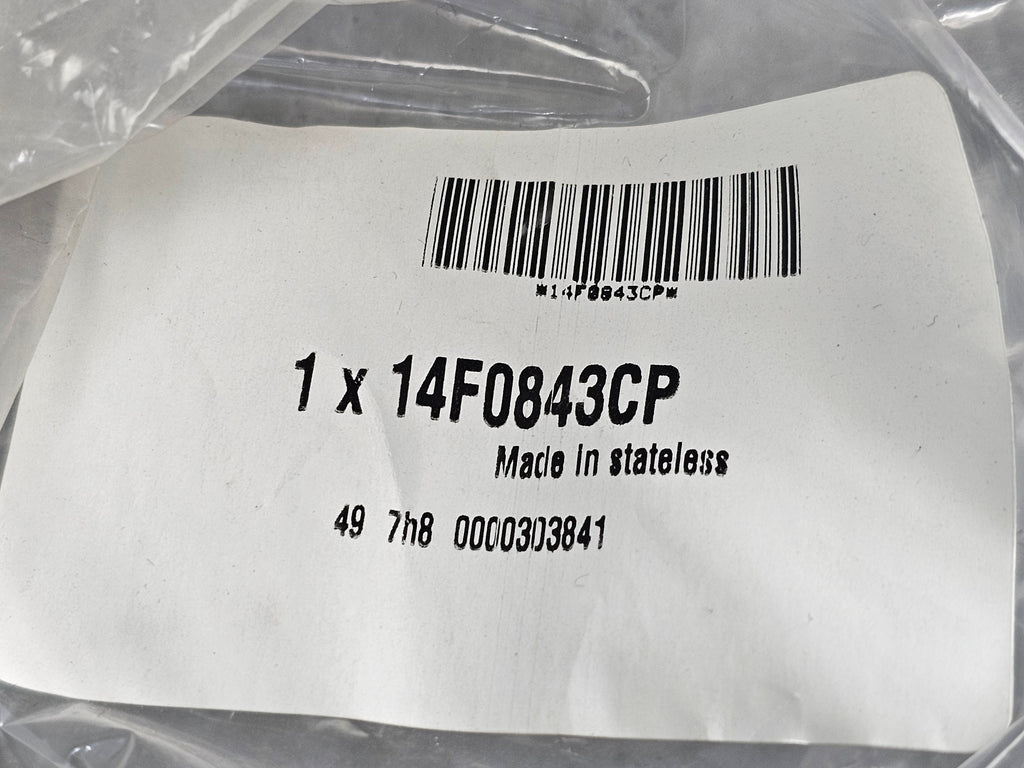 *14F0843CP*
1 x 14F0843CP
Made in stateless
49 7h8 0000303841